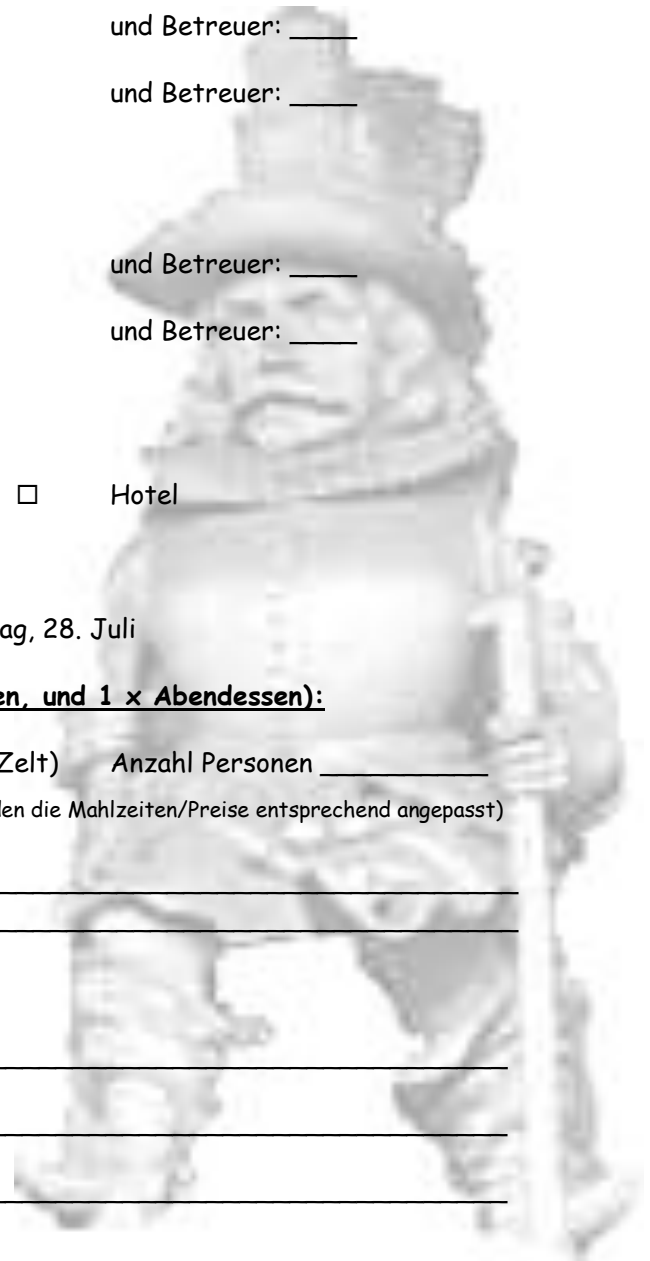 und Betreuer: ____
und Betreuer: ____
und Betreuer: ____
und Betreuer: ____
☐ Hotel
ag, 28. Juli
en, und 1 x Abendessen):
Zelt) Anzahl Personen __________
den die Mahlzeiten/Preise entsprechend angepasst)